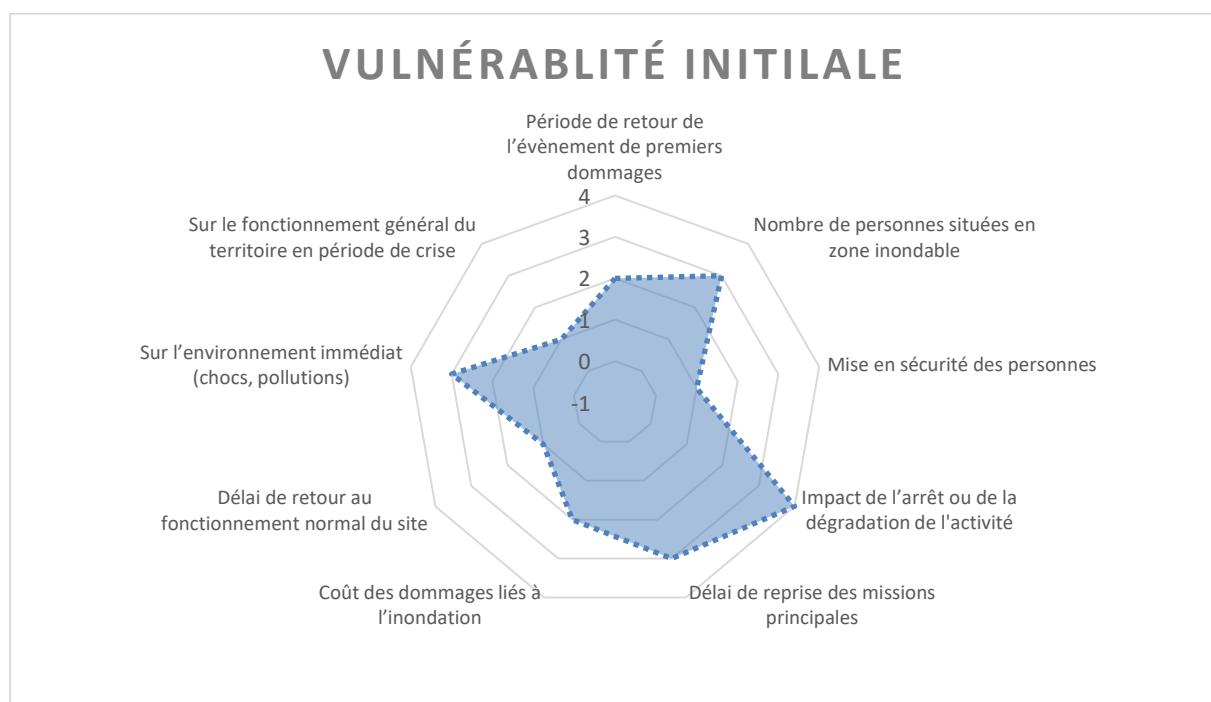 VULNÉRABLITÉ INITILALE
Période de retour de
l’évènement de premiers
dommages
Nombre de personnes situées en
zone inondable
Mise en sécurité des personnes
Impact de l’arrêt ou de la
dégradation de l'activité
Délai de reprise des missions
principales
Coût des dommages liés à
l’inondation
Délai de retour au
fonctionnement normal du site
Sur l’environnement immédiat
(chocs, pollutions)
Sur le fonctionnement général du
territoire en période de crise
4
3
2
1
0
-1